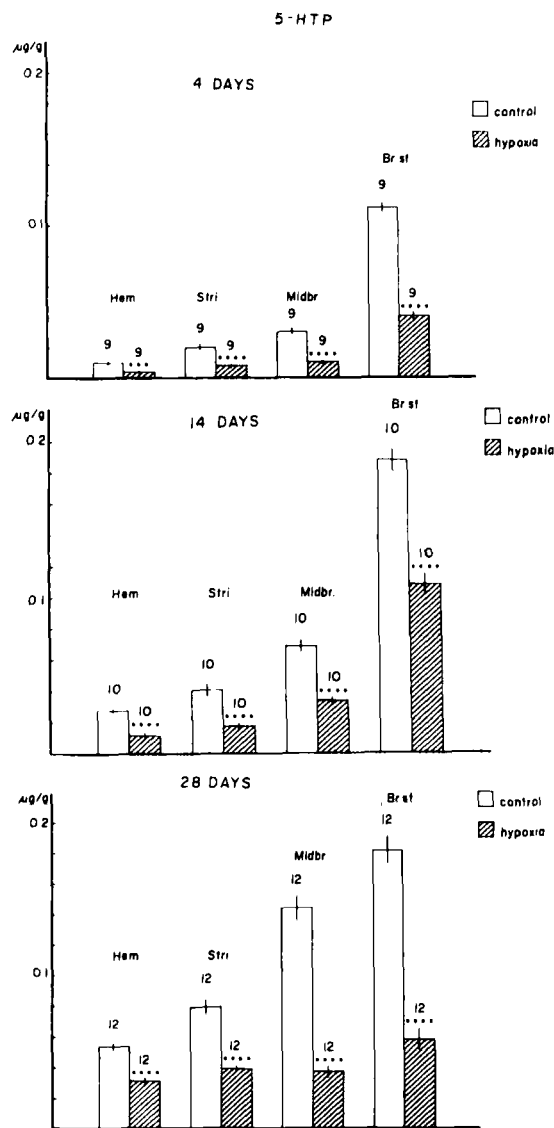 5-HTP
µg/g
0.2
4 DAYS
control
hypoxia
Br st
9
0.1
9
••••
Hem
Stri
Midbr
9
9
•••
9
9
••••
9
9
••••
µg/g
14 DAYS
Br st
control
0.2
10
hypoxia
10
••••
0.1
Hem
Stri
Midbr.
10
10
••••
10
10
••••
10
10
••••
28 DAYS
µg/g
Br st
control
0.2
12
hypoxia
Midbr
12
0.1
Hem
Stri
12
12
12
••••
12
••••
12
••••
12
••••